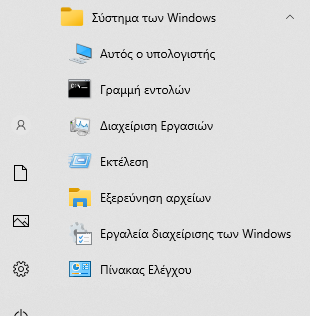 Σύστημα των Windows
Αυτός ο υπολογιστής
Γραμμή εντολών
Διαχείριση Εργασιών
Εκτέλεση
Εξερεύνηση αρχείων
Εργαλεία διαχείρισης των Windows
Πίνακας Ελέγχου